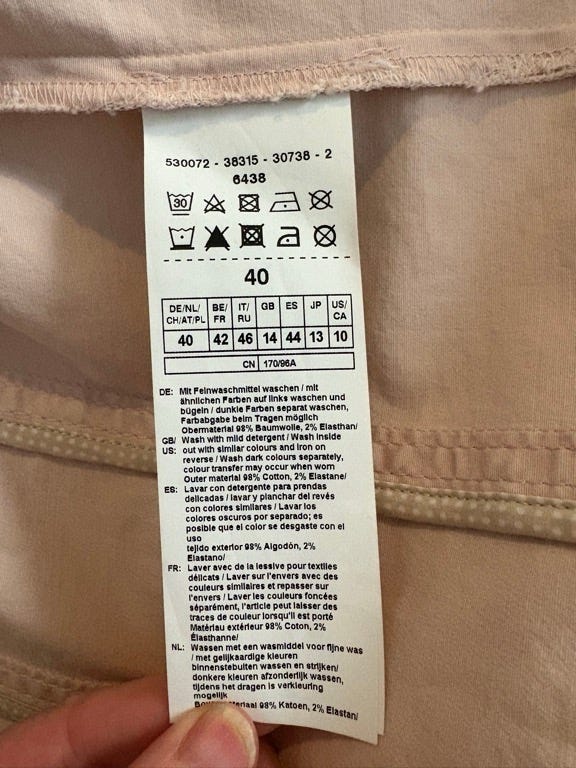 530072 - 38315 - 30738 - 2
6438
30
40
DE/NL/ CH/AT/PL BE/ FR IT/ RU GB ES JP US/ CA
40 42 46 14 44 13 10
CN 170/96A
DE: Mit Feinwaschmittel waschen / mit
ähnlichen Farben auf links waschen und
bügeln / dunkle Farben separat waschen,
Farbabgabe beim Tragen möglich
Obermaterial 98% Baumwolle, 2% Elasthan/
GB/ Wash with mild detergent / Wash inside
US: out with similar colours and iron on
reverse / Wash dark colours separately,
colour transfer may occur when worn
Outer material 98% Cotton, 2% Elastane/
ES: Lavar con detergente para prendas
delicadas / lavar y planchar del revés
con colores similares / Lavar los
colores oscuros por separado; es
posible que el color se desgaste con el
uso
tejido exterior 98% Algodón, 2%
Elastano/
FR: Laver avec de la lessive pour textiles
délicats / Laver sur l'envers avec des
couleurs similaires et repasser sur
l'envers / Laver les couleurs foncées
séparément, l'article peut laisser des
traces de couleur lorsqu'il est porté
Matériau extérieur 98% Coton, 2%
Élasthanne/
NL: Wassen met een wasmiddel voor fijne was
/ met gelijkaardige kleuren
binnenstebuiten wassen en strijken/
donkere kleuren afzonderlijk wassen,
tijdens het dragen is verkleuring
mogelijk
98% Katoen, 2% Elastan/